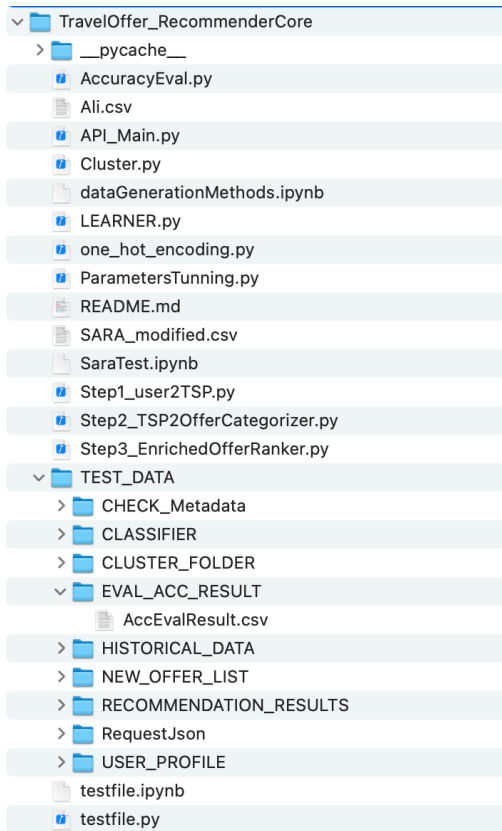 TravelOffer_RecommenderCore
__pycache__
AccuracyEval.py
Ali.csv
API_Main.py
Cluster.py
dataGenerationMethods.ipynb
LEARNER.py
one_hot_encoding.py
ParametersTunning.py
README.md
SARA_modified.csv
SaraTest.ipynb
Step1_user2TSP.py
Step2_TSP2OfferCategorizer.py
Step3_EnrichedOfferRanker.py
TEST_DATA
CHECK_Metadata
CLASSIFIER
CLUSTER_FOLDER
EVAL_ACC_RESULT
AccEvalResult.csv
HISTORICAL_DATA
NEW_OFFER_LIST
RECOMMENDATION_RESULTS
RequestJson
USER_PROFILE
testfile.ipynb
testfile.py